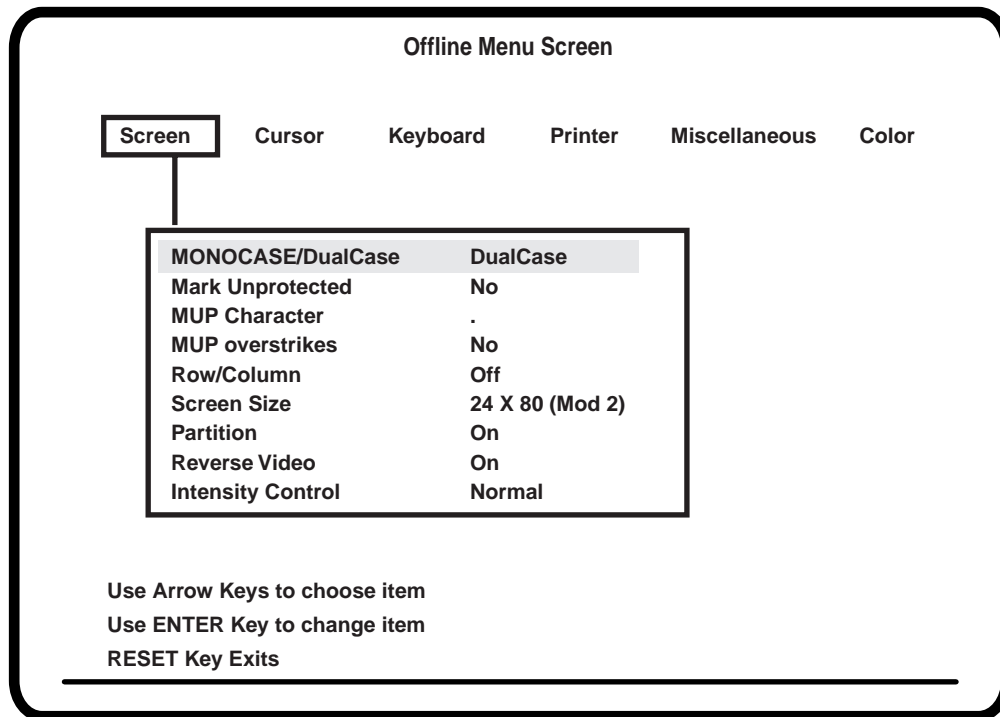 Offline Menu Screen
Screen Cursor Keyboard Printer Miscellaneous Color
MONOCASE/DualCase DualCase
Mark Unprotected No
MUP Character .
MUP overstrikes No
Row/Column Off
Screen Size 24 X 80 (Mod 2)
Partition On
Reverse Video On
Intensity Control Normal
Use Arrow Keys to choose item
Use ENTER Key to change item
RESET Key Exits